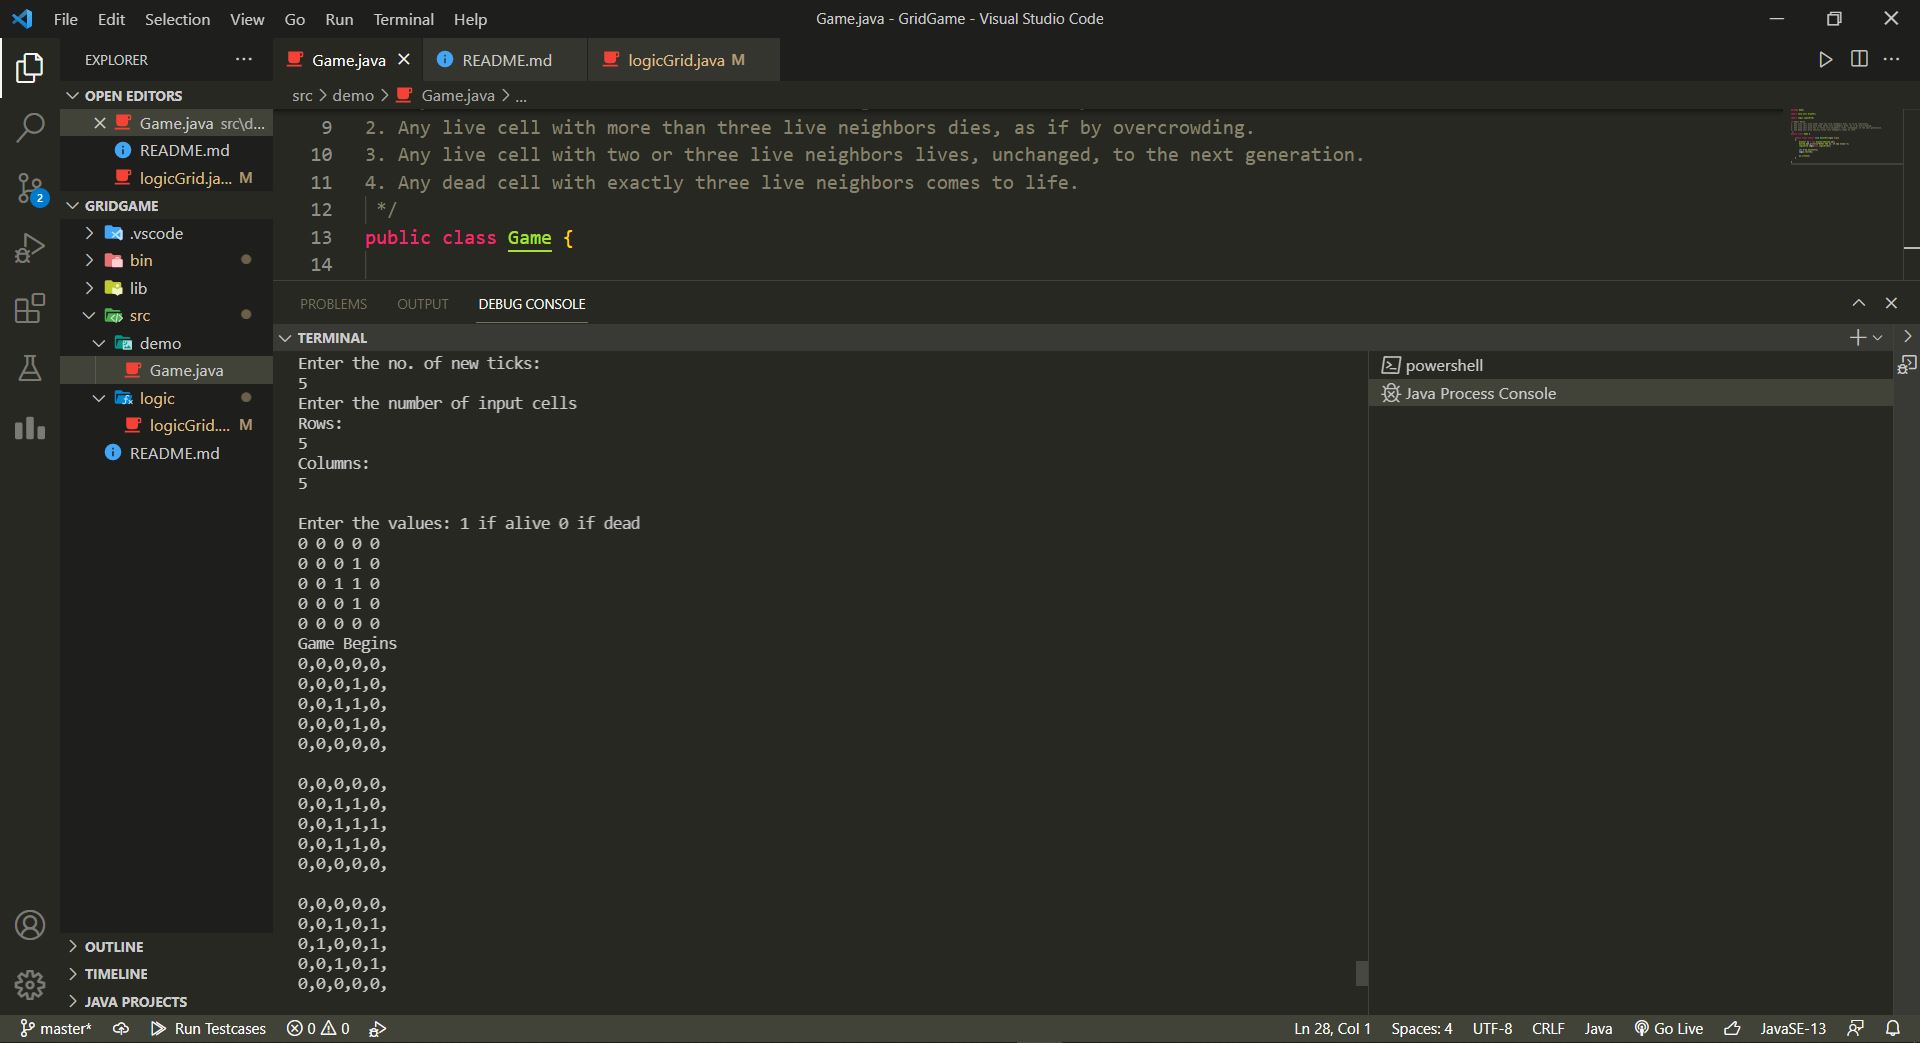 File Edit Selection View Go Run Terminal Help
Game.java - GridGame - Visual Studio Code
EXPLORER
Game.java
README.md
logicGrid.java M
OPEN EDITORS
src > demo > Game.java > ...
Game.java src\d...
README.md
logicGrid.ja... M
2
GRIDGAME
.vscode
bin
lib
src
demo
Game.java
logic
logicGrid.... M
README.md
OUTLINE
TIMELINE
JAVA PROJECTS
9 2. Any live cell with more than three live neighbors dies, as if by overcrowding.
10 3. Any live cell with two or three live neighbors lives, unchanged, to the next generation.
11 4. Any dead cell with exactly three live neighbors comes to life.
12 */
13 public class Game {
14
PROBLEMS OUTPUT DEBUG CONSOLE
TERMINAL
Enter the no. of new ticks:
5
Enter the number of input cells
Rows:
5
Columns:
5
Enter the values: 1 if alive 0 if dead
0 0 0 0 0
0 0 0 1 0
0 0 1 1 0
0 0 0 1 0
0 0 0 0 0
Game Begins
0,0,0,0,0,
0,0,0,1,0,
0,0,1,1,0,
0,0,0,1,0,
0,0,0,0,0,
0,0,0,0,0,
0,0,1,1,0,
0,0,1,1,1,
0,0,1,1,0,
0,0,0,0,0,
0,0,0,0,0,
0,0,1,0,1,
0,1,0,0,1,
0,0,1,0,1,
0,0,0,0,0,
powershell
Java Process Console
master* Run Testcases 0 0
Ln 28, Col 1 Spaces: 4 UTF-8 CRLF Java Go Live JavaSE-13